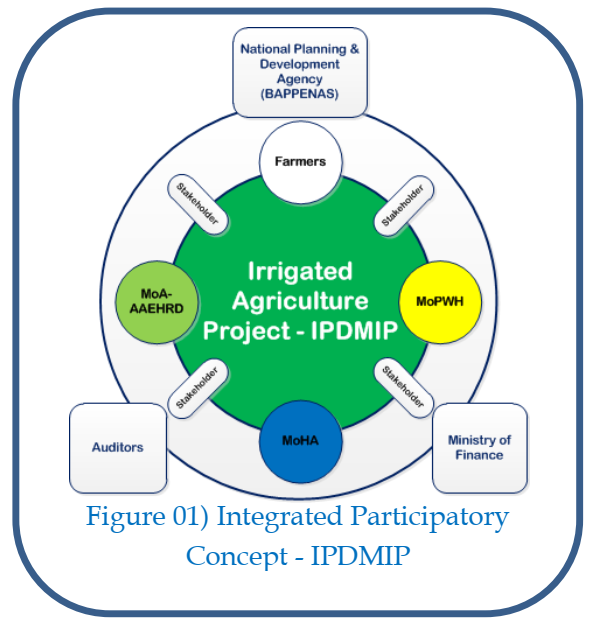 National Planning &
Development
Agency
(BAPPENAS)
Farmers
Stakeholder
Stakeholder
Irrigated
Agriculture
Project - IPDMIP
MoA-
AAEHRD
MoPWH
Stakeholder
Stakeholder
MoHA
Auditors
Ministry of
Finance
Figure 01) Integrated Participatory
Concept - IPDMIP